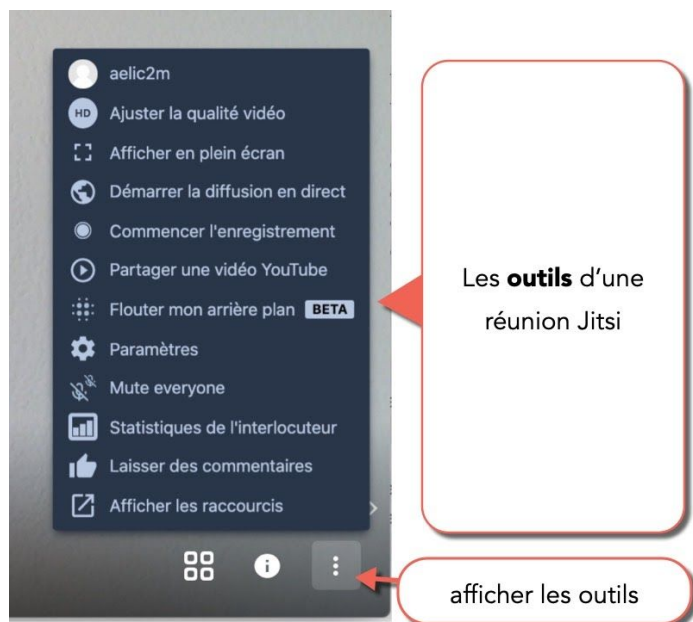 aelic2m
HD Ajuster la qualité vidéo
Afficher en plein écran
Démarrer la diffusion en direct
Commencer l'enregistrement
Partager une vidéo YouTube
Flouter mon arrière plan BETA
Paramètres
Mute everyone
Statistiques de l'interlocuteur
Laisser des commentaires
Afficher les raccourcis
Les outils d'une
réunion Jitsi
afficher les outils